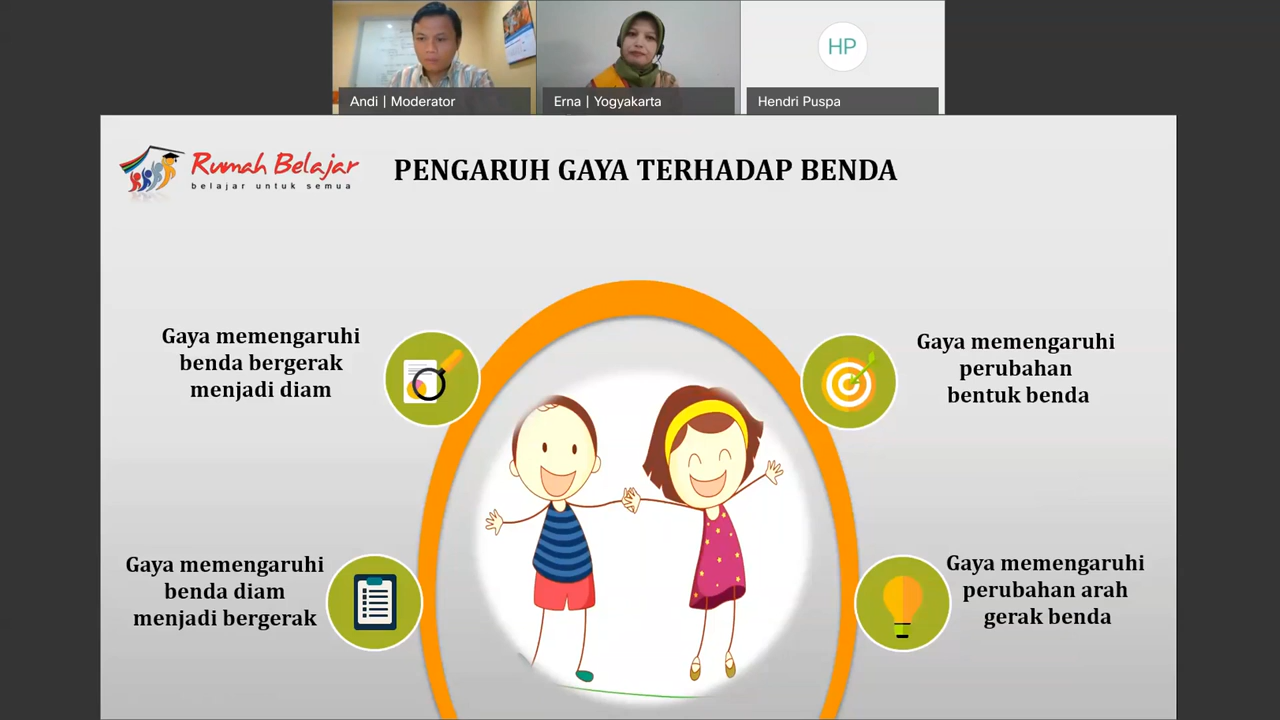 Andi | Moderator
Erna | Yogyakarta
HP
Hendri Puspa
Rumah Belajar
belajar untuk semua
PENGARUH GAYA TERHADAP BENDA
Gaya memengaruhi
benda bergerak
menjadi diam
Gaya memengaruhi
perubahan
bentuk benda
Gaya memengaruhi
benda diam
menjadi bergerak
Gaya memengaruhi
perubahan arah
gerak benda